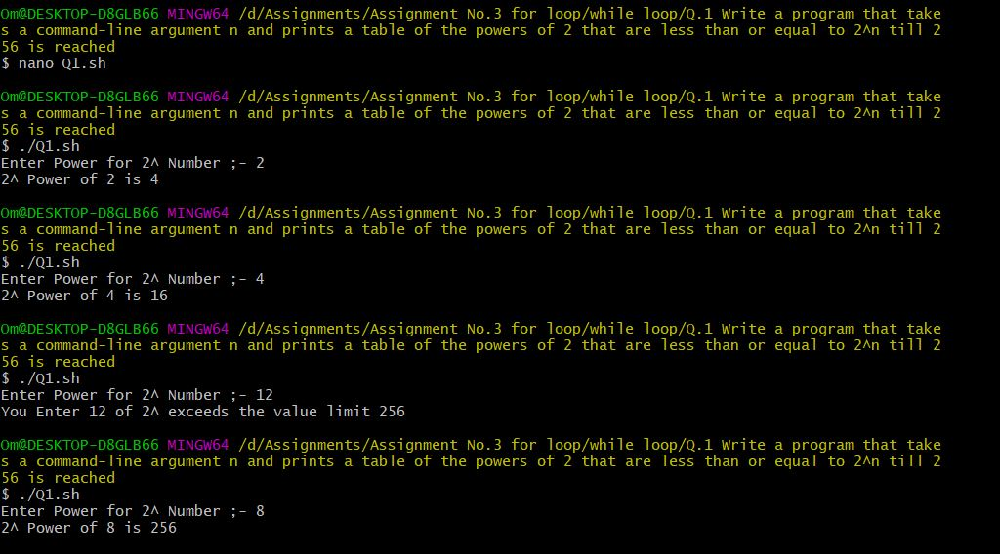 Om@DESKTOP-D8GLB66 MINGW64 /d/Assignments/Assignment No.3 for loop/while loop/Q.1 Write a program that take
s a command-line argument n and prints a table of the powers of 2 that are less than or equal to 2^n till 2
56 is reached
$ nano Q1.sh
Om@DESKTOP-D8GLB66 MINGW64 /d/Assignments/Assignment No.3 for loop/while loop/Q.1 Write a program that take
s a command-line argument n and prints a table of the powers of 2 that are less than or equal to 2^n till 2
56 is reached
$ ./Q1.sh
Enter Power for 2^ Number ;- 2
2^ Power of 2 is 4
Om@DESKTOP-D8GLB66 MINGW64 /d/Assignments/Assignment No.3 for loop/while loop/Q.1 Write a program that take
s a command-line argument n and prints a table of the powers of 2 that are less than or equal to 2^n till 2
56 is reached
$ ./Q1.sh
Enter Power for 2^ Number ;- 4
2^ Power of 4 is 16
Om@DESKTOP-D8GLB66 MINGW64 /d/Assignments/Assignment No.3 for loop/while loop/Q.1 Write a program that take
s a command-line argument n and prints a table of the powers of 2 that are less than or equal to 2^n till 2
56 is reached
$ ./Q1.sh
Enter Power for 2^ Number ;- 12
You Enter 12 of 2^ exceeds the value limit 256
Om@DESKTOP-D8GLB66 MINGW64 /d/Assignments/Assignment No.3 for loop/while loop/Q.1 Write a program that take
s a command-line argument n and prints a table of the powers of 2 that are less than or equal to 2^n till 2
56 is reached
$ ./Q1.sh
Enter Power for 2^ Number ;- 8
2^ Power of 8 is 256